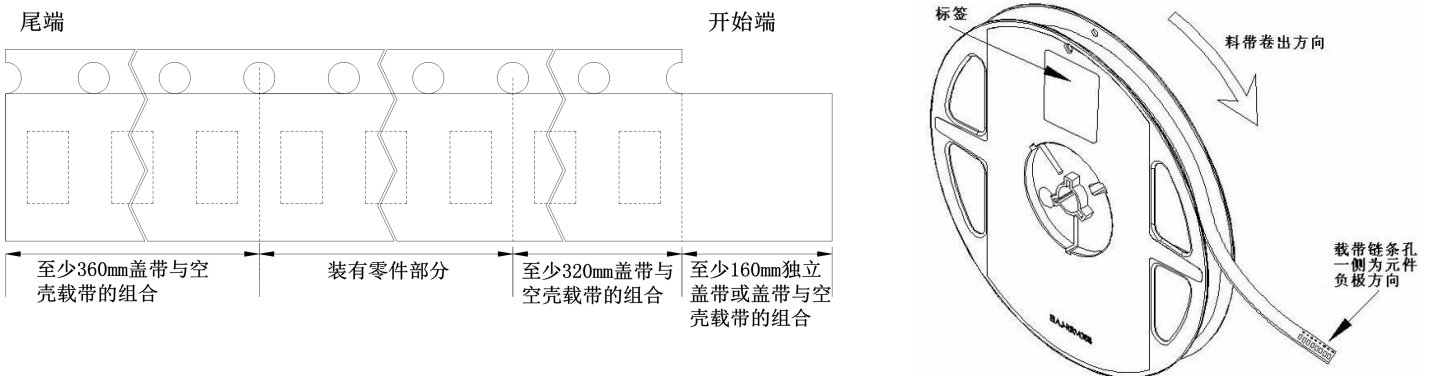 尾端
开始端
至少360mm盖带与空
壳载带的组合
装有零件部分
至少320mm盖带与
空壳载带的组合
至少160mm独立
盖带或盖带与空
壳载带的组合
标签
料带卷出方向
载带链条孔
一侧为元件
负极方向